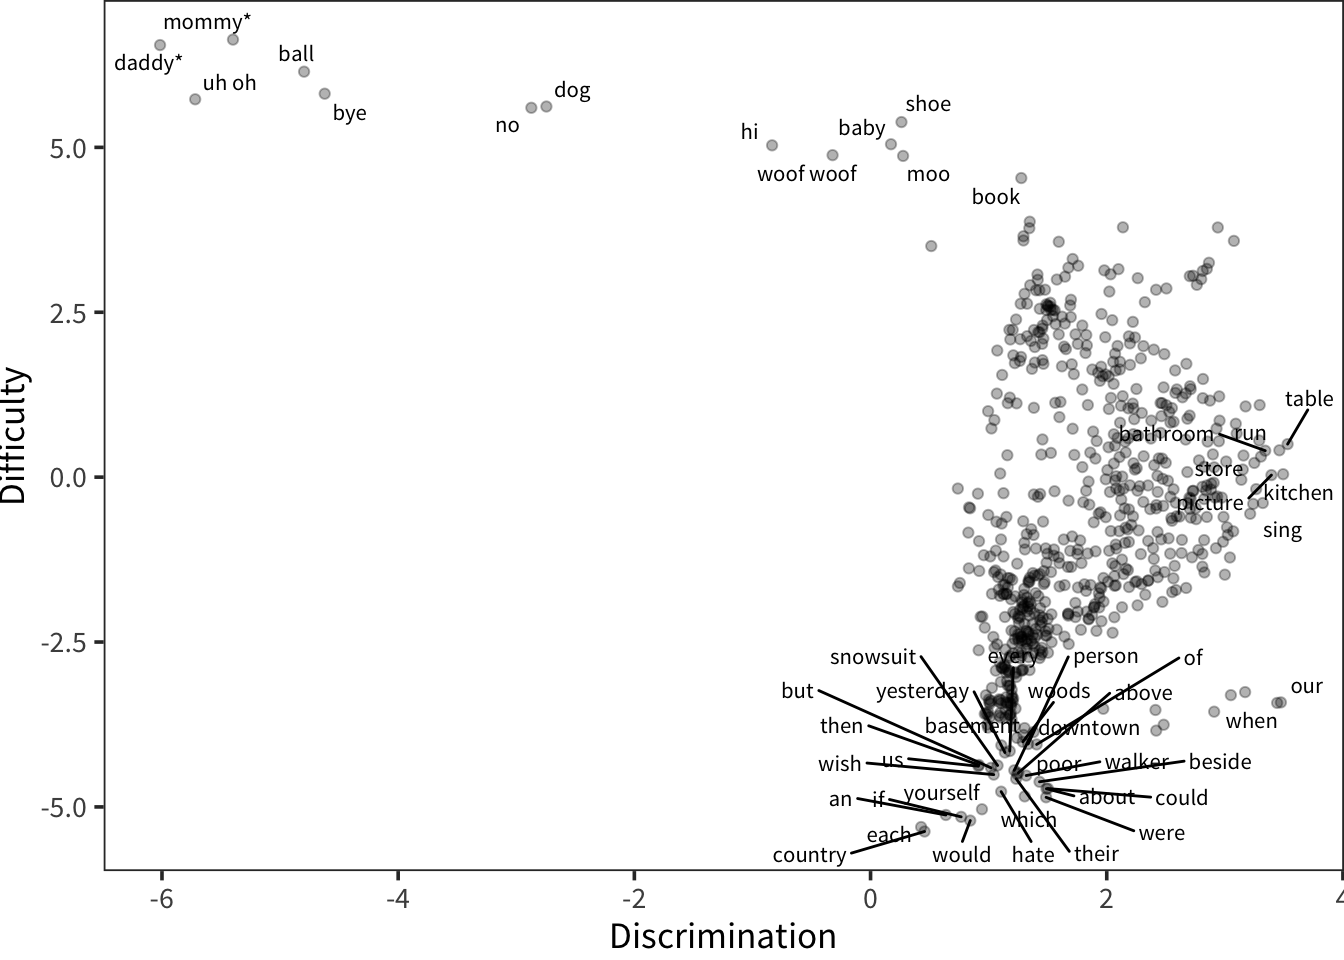 mommy*
daddy*
ball
uh oh
bye
dog
no
shoe
hi
baby
woof woof
moo
book
5.0
2.5
0.0
-2.5
-5.0
Difficulty
table
bathroom
run
store
kitchen
picture
sing
snowsuit
every
person
of
but
yesterday
woods
above
our
then
basement
downtown
when
wish
us
poor
walker
beside
an
if
yourself
about
could
each
which
were
country
would
hate
their
-6
-4
-2
0
2
4
Discrimination